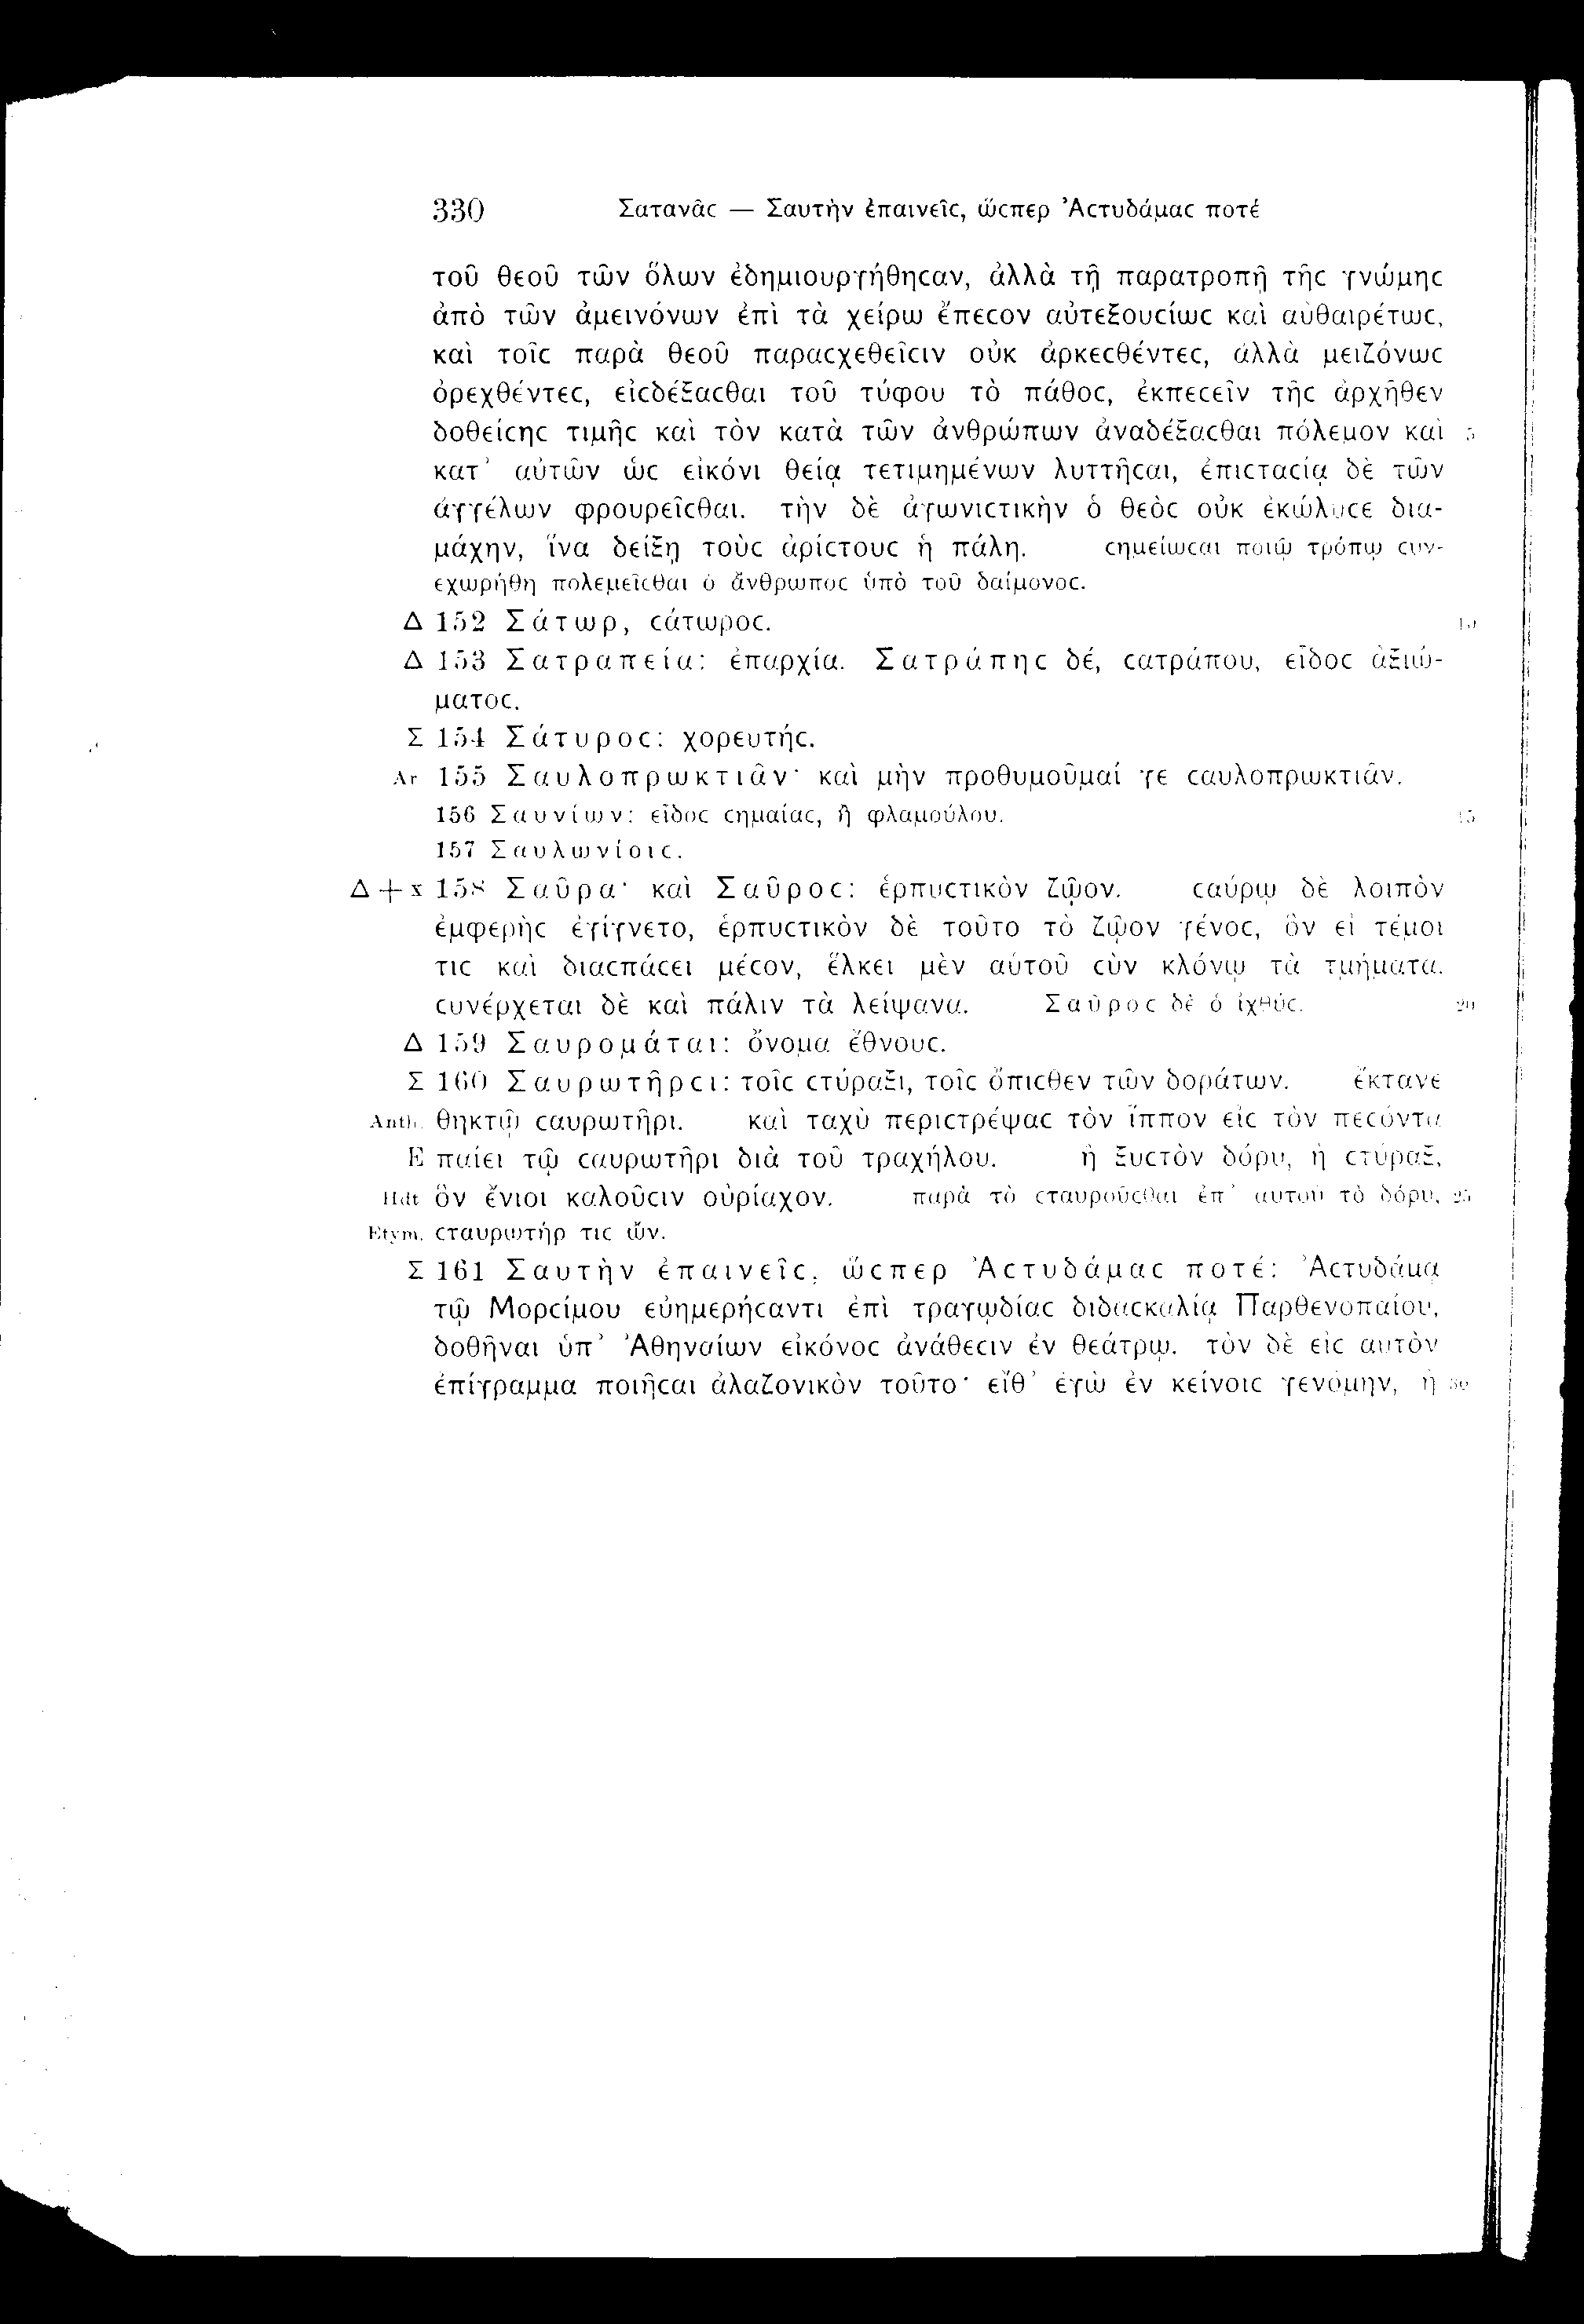 330 Σατανᾶϲ — Σαυτὴν ἐπαινεῖϲ, ὥϲπερ Ἀϲτυδάμαϲ ποτέ
τοῦ θεοῦ τῶν ὅλων ἐδημιουργήθηϲαν, ἀλλὰ τῇ παρατροπῇ τῆϲ γνώμηϲ
ἀπὸ τῶν ἀμεινόνων ἐπὶ τὰ χείρω ἔπεϲον αὐτεξουϲίωϲ καὶ αὐθαιρέτωϲ,
καὶ τοῖϲ παρὰ θεοῦ παραϲχεθεῖϲιν οὐκ ἀρκεϲθέντεϲ, ἀλλὰ μειζόνωϲ
ὀρεχθέντεϲ, εἰϲδέξαϲθαι τοῦ τύφου τὸ πάθοϲ, ἐκπεϲεῖν τῆϲ ἀρχῆθεν
δοθείϲηϲ τιμῆϲ καὶ τὸν κατὰ τῶν ἀνθρώπων ἀναδέξαϲθαι πόλεμον καὶ 5
κατ’ αὐτῶν ὡϲ εἰκόνι θείᾳ τετιμημένων λυττῆϲαι, ἐπιϲταϲίᾳ δὲ τῶν
ἀγγέλων φρουρεῖϲθαι. τὴν δὲ ἀγωνιϲτικὴν ὁ θεὸϲ οὐκ ἐκώλυϲε δια-
μάχην, ἵνα δείξῃ τοὺϲ ἀρίϲτουϲ ἡ πάλη. ϲημείωϲαι ποιῷ τρόπῳ ϲυν-
εχωρήθη πολεμεῖϲθαι ὁ ἄνθρωποϲ ὑπὸ τοῦ δαίμονοϲ.
Δ 152 Σάτωρ, ϲάτωροϲ. 10
Δ 153 Σατραπεία: ἐπαρχία. Σατράπηϲ δέ, ϲατράπου, εἶδοϲ ἀξιώ-
ματοϲ.
Σ 154 Σάτυροϲ: χορευτήϲ.
Ar 155 Σαυλοπρωκτιᾶν· καὶ μὴν προθυμοῦμαί γε ϲαυλοπρωκτιᾶν.
156 Σαυνίων: εἶδοϲ ϲημαίαϲ, ἢ φλαμούλου. 15
157 Σαυλωνίοιϲ.
Δ + x 158 Σαῦρα· καὶ Σαῦροϲ: ἑρπυϲτικὸν ζῷον. ϲαύρῳ δὲ λοιπὸν
ἐμφερὴϲ ἐγίγνετο, ἑρπυϲτικὸν δὲ τοῦτο τὸ ζῷον γένοϲ, ὃν εἰ τέμοι
τιϲ καὶ διαϲπάϲει μέϲον, ἕλκει μὲν αὑτοῦ ϲὺν κλόνῳ τὰ τμήματα.
ϲυνέρχεται δὲ καὶ πάλιν τὰ λείψανα. Σαῦροϲ δὲ ὁ ἰχθύϲ. 20
Δ 159 Σαυρομάται: ὄνομα ἔθνουϲ.
Σ 160 Σαυρωτῆρϲι: τοῖϲ ϲτύραξι, τοῖϲ ὄπιϲθεν τῶν δοράτων. ἔκτανε
Anth. θηκτῷ ϲαυρωτῆρι. καὶ ταχὺ περιϲτρέψαϲ τὸν ἵππον εἰϲ τὸν πεϲόντα
E παίει τῷ ϲαυρωτῆρι διὰ τοῦ τραχήλου. ἢ ξυϲτὸν δόρυ, ἢ ϲτύραξ,
Hdt ὃν ἔνιοι καλοῦϲιν οὐρίαχον. παρὰ τὸ ϲταυροῦϲθαι ἐπ’ αὐτοῦ τὸ δόρυ, 25
Etym. ϲταυρωτήρ τιϲ ὤν.
Σ 161 Σαυτὴν ἐπαινεῖϲ, ὥϲπερ Ἀϲτυδάμαϲ ποτέ: Ἀϲτυδάμᾳ
τῷ Μορϲίμου εὐημερήϲαντι ἐπὶ τραγῳδίαϲ διδαϲκαλίᾳ Παρθενοπαίου,
δοθῆναι ὑπ’ Ἀθηναίων εἰκόνοϲ ἀνάθεϲιν ἐν θεάτρῳ. τὸν δὲ εἰϲ αὑτὸν
ἐπίγραμμα ποιῆϲαι ἀλαζονικὸν τοῦτο· εἴθ’ ἐγὼ ἐν κείνοιϲ γενόμην, ἢ 30